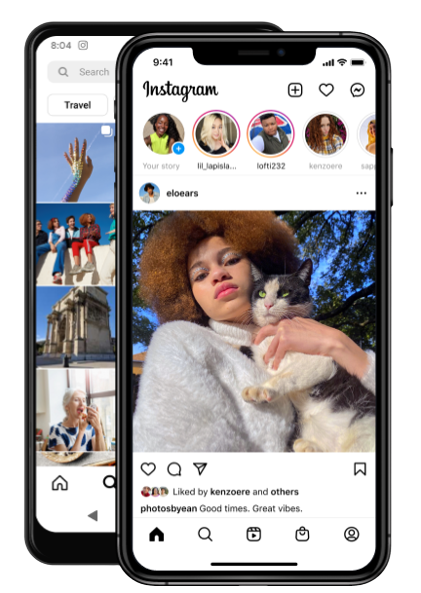 8:04
Search
Travel
9:41
Instagram
Your story
lil_lapisla...
lofti232
kenzoere
sapp
eloears
Liked by kenzoere and others
photosbyean Good times. Great vibes.